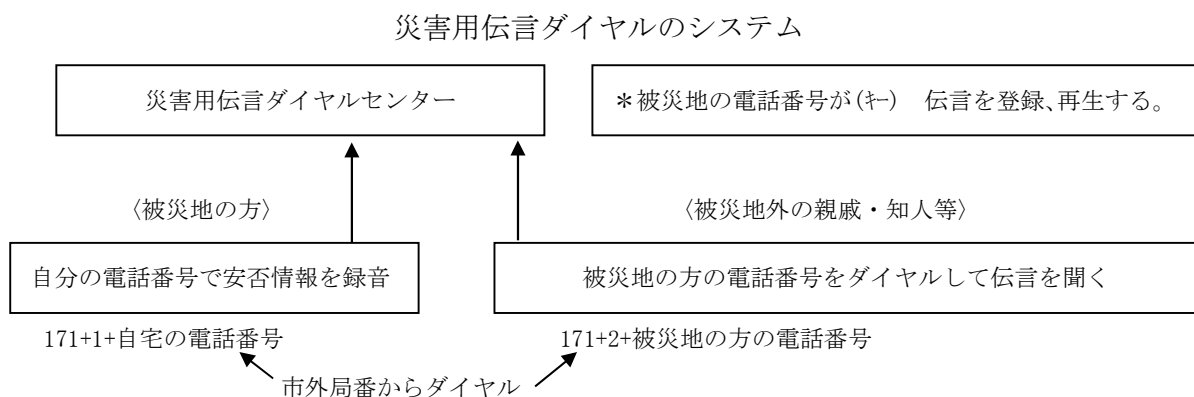 災害用伝言ダイヤルのシステム
災害用伝言ダイヤルセンター
＊被災地の電話番号が(キー)　伝言を登録、再生する。
〈被災地の方〉
〈被災地外の親戚・知人等〉
自分の電話番号で安否情報を録音
被災地の方の電話番号をダイヤルして伝言を聞く
171+1+自宅の電話番号
171+2+被災地の方の電話番号
市外局番からダイヤル